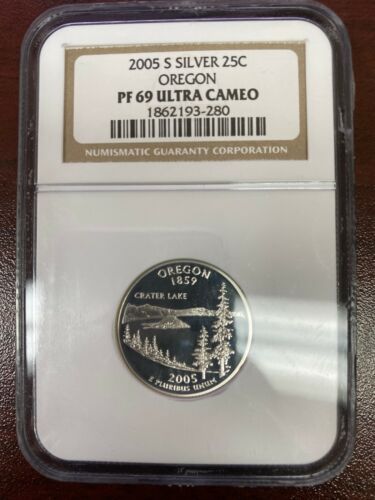 2005 S SILVER 25C
OREGON
PF 69 ULTRA CAMEO
1862193-280
NUMISMATIC GUARANTY CORPORATION
OREGON
1859
CRATER LAKE
2005
E PLURIBUS UNUM